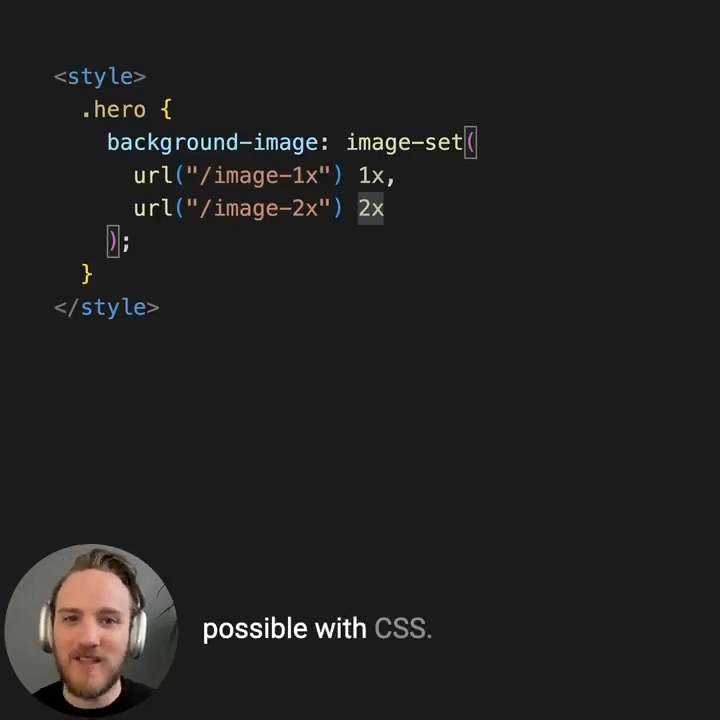 <style>
.hero {
background-image: image-set(
url("/image-1x") 1x,
url("/image-2x") 2x
);
}
</style>
possible with CSS.